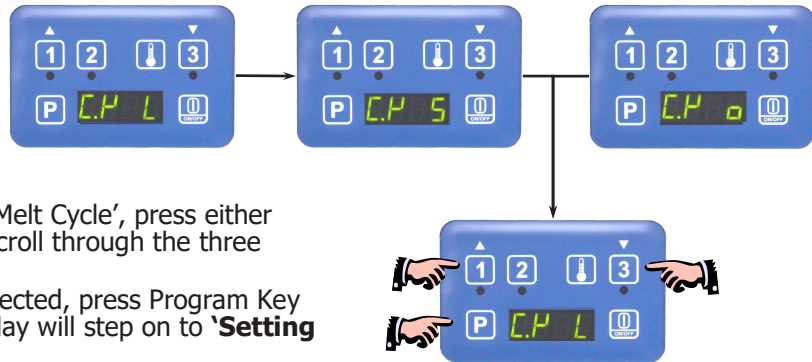 1 2 3
P C.Y L ON/OFF
1 2 3
P C.Y S ON/OFF
1 2 3
P C.Y o ON/OFF
Melt Cycle’, press either
croll through the three
ected, press Program Key
lay will step on to ‘Setting
1 2 3
P C.Y L ON/OFF